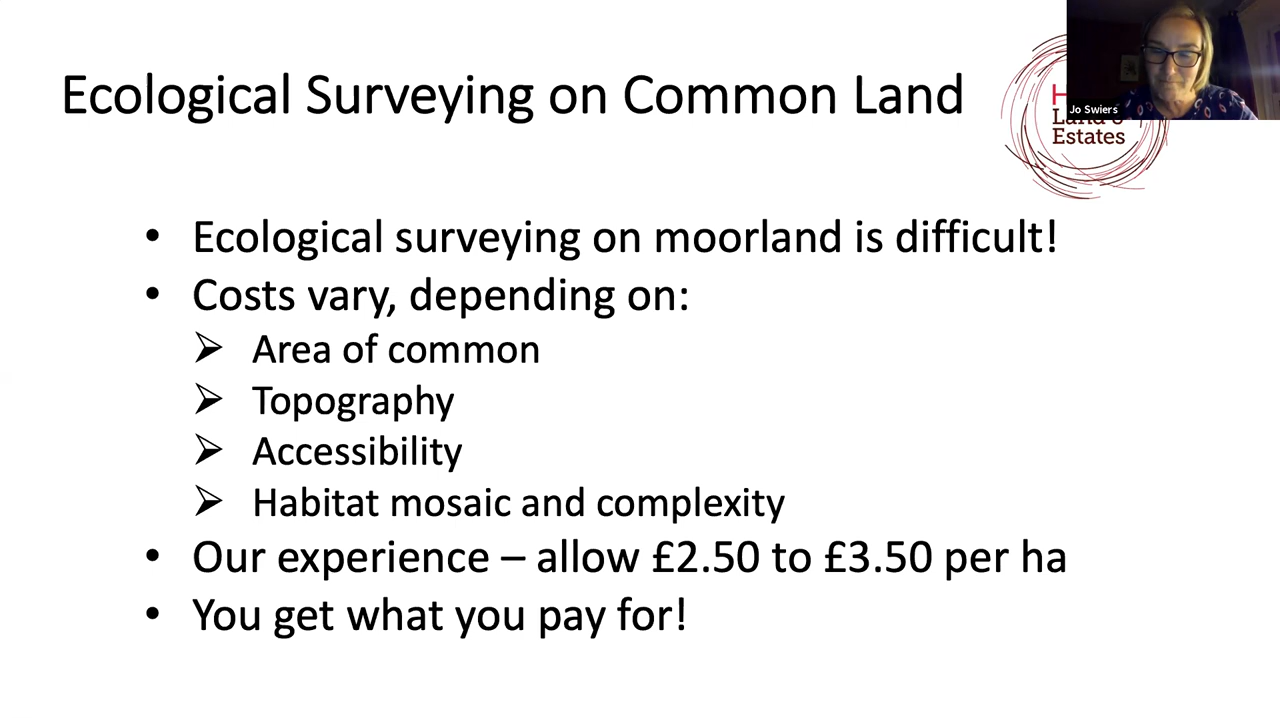 Ecological Surveying on Common Land
Jo Swiers
Estates
• Ecological surveying on moorland is difficult!
• Costs vary, depending on:
➢ Area of common
➢ Topography
➢ Accessibility
➢ Habitat mosaic and complexity
• Our experience – allow £2.50 to £3.50 per ha
• You get what you pay for!